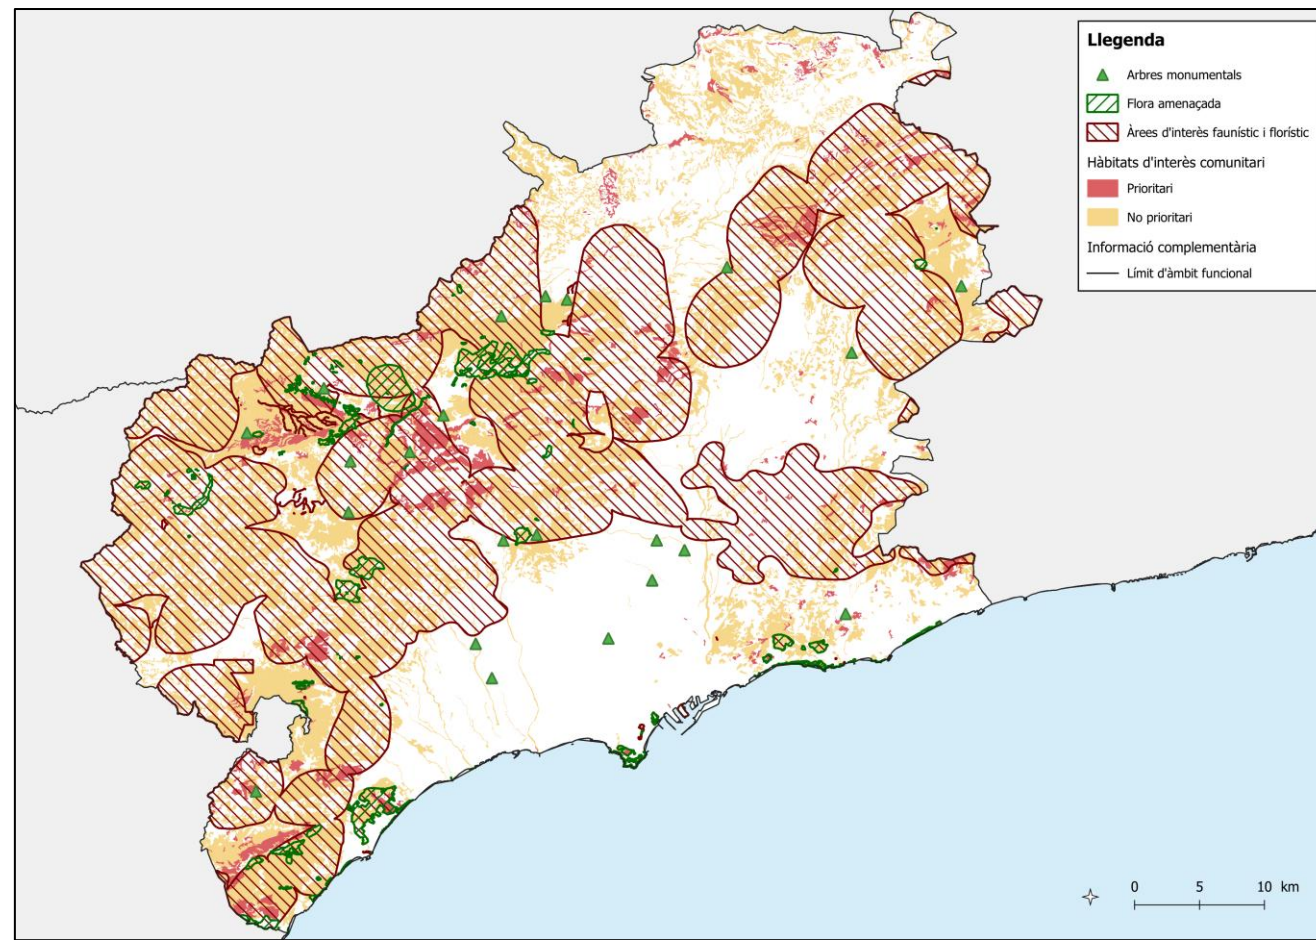 Llegenda
Arbres monumentals
Flora amenaçada
Àrees d'interès faunístic i florístic
Hàbitats d'interès comunitari
Prioritari
No prioritari
Informació complementària
Límit d'àmbit funcional
0 5 10 km